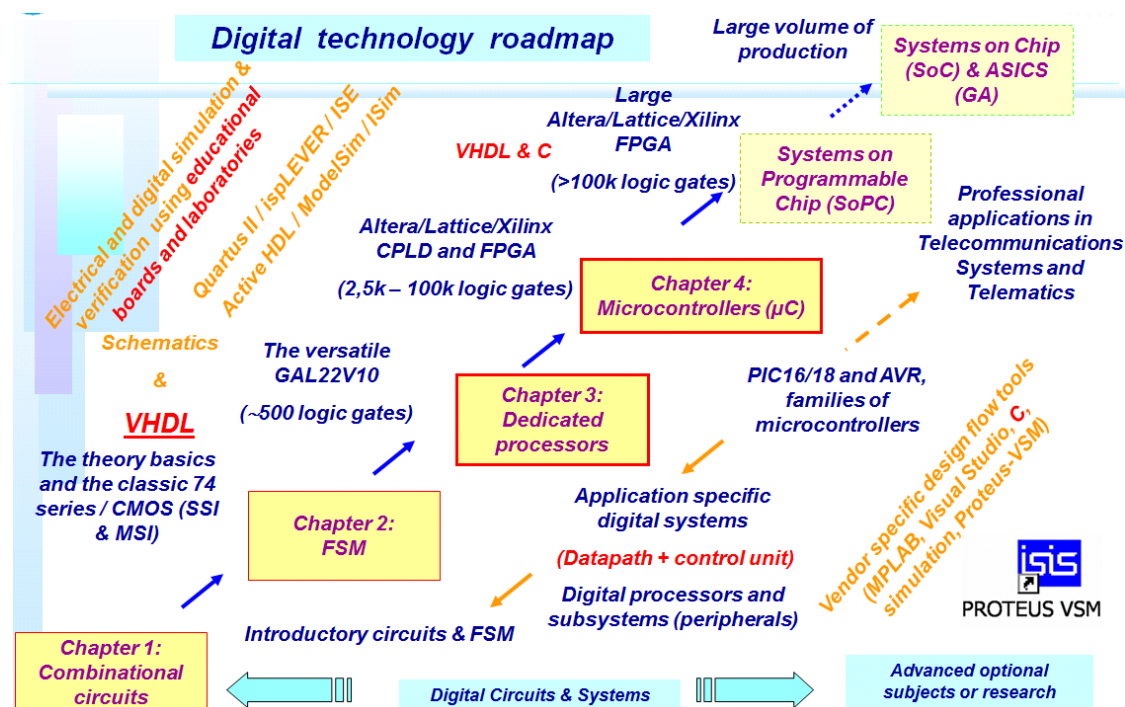 Digital technology roadmap
Large volume of
production
Systems on Chip
(SoC) & ASICS
(GA)
Electrical and digital simulation &
verification using educational
boards and laboratories
Quartus II / ispLEVER / ISE
Active HDL / ModelSim / ISim
VHDL & C
Large
Altera/Lattice/Xilinx
FPGA
(>100k logic gates)
Systems on
Programmable
Chip (SoPC)
Professional
applications in
Telecommunications
Systems and
Telematics
Altera/Lattice/Xilinx
CPLD and FPGA
(2,5k – 100k logic gates)
Chapter 4:
Microcontrollers (µC)
Schematics
&
VHDL
The versatile
GAL22V10
(~500 logic gates)
Chapter 3:
Dedicated
processors
PIC16/18 and AVR,
families of
microcontrollers
The theory basics
and the classic 74
series / CMOS (SSI
& MSI)
Chapter 2:
FSM
Application specific
digital systems
(Datapath + control unit)
Digital processors and
subsystems (peripherals)
Vendor specific design flow tools
(MPLAB, Visual Studio, C,
simulation, Proteus-VSM)
isis
PROTEUS VSM
Introductory circuits & FSM
Chapter 1:
Combinational
circuits
Digital Circuits & Systems
Advanced optional
subjects or research